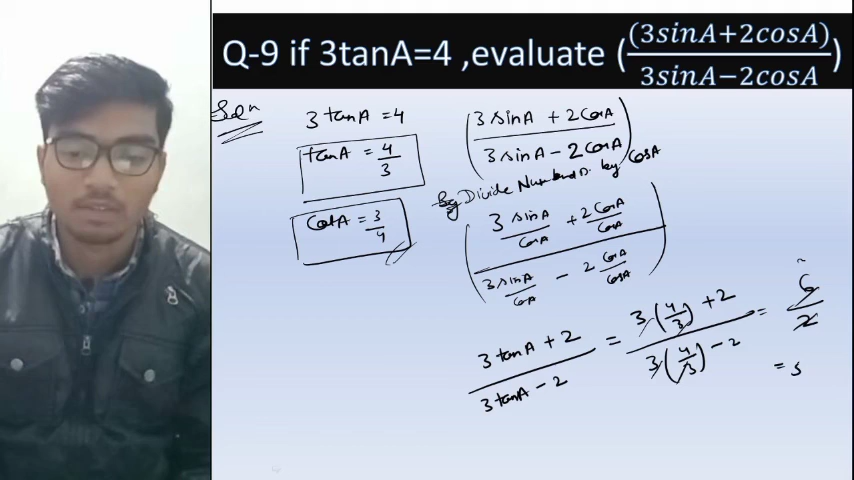 Q-9 if 3tanA=4 ,evaluate ((3sinA+2cosA)/(3sinA−2cosA))
Solⁿ
3 tanA = 4
tanA = 4/3
cotA = 3/4
(3 sinA + 2 cosA / 3 sinA − 2 cosA)
By Divide Num by cosA
(3 sinA/cosA + 2 cosA/cosA / 3 sinA/cosA − 2 cosA/cosA)
3 tanA + 2 / 3 tanA − 2 = 3(4/3) + 2 / 3(4/3) − 2 = 6/2
= 3